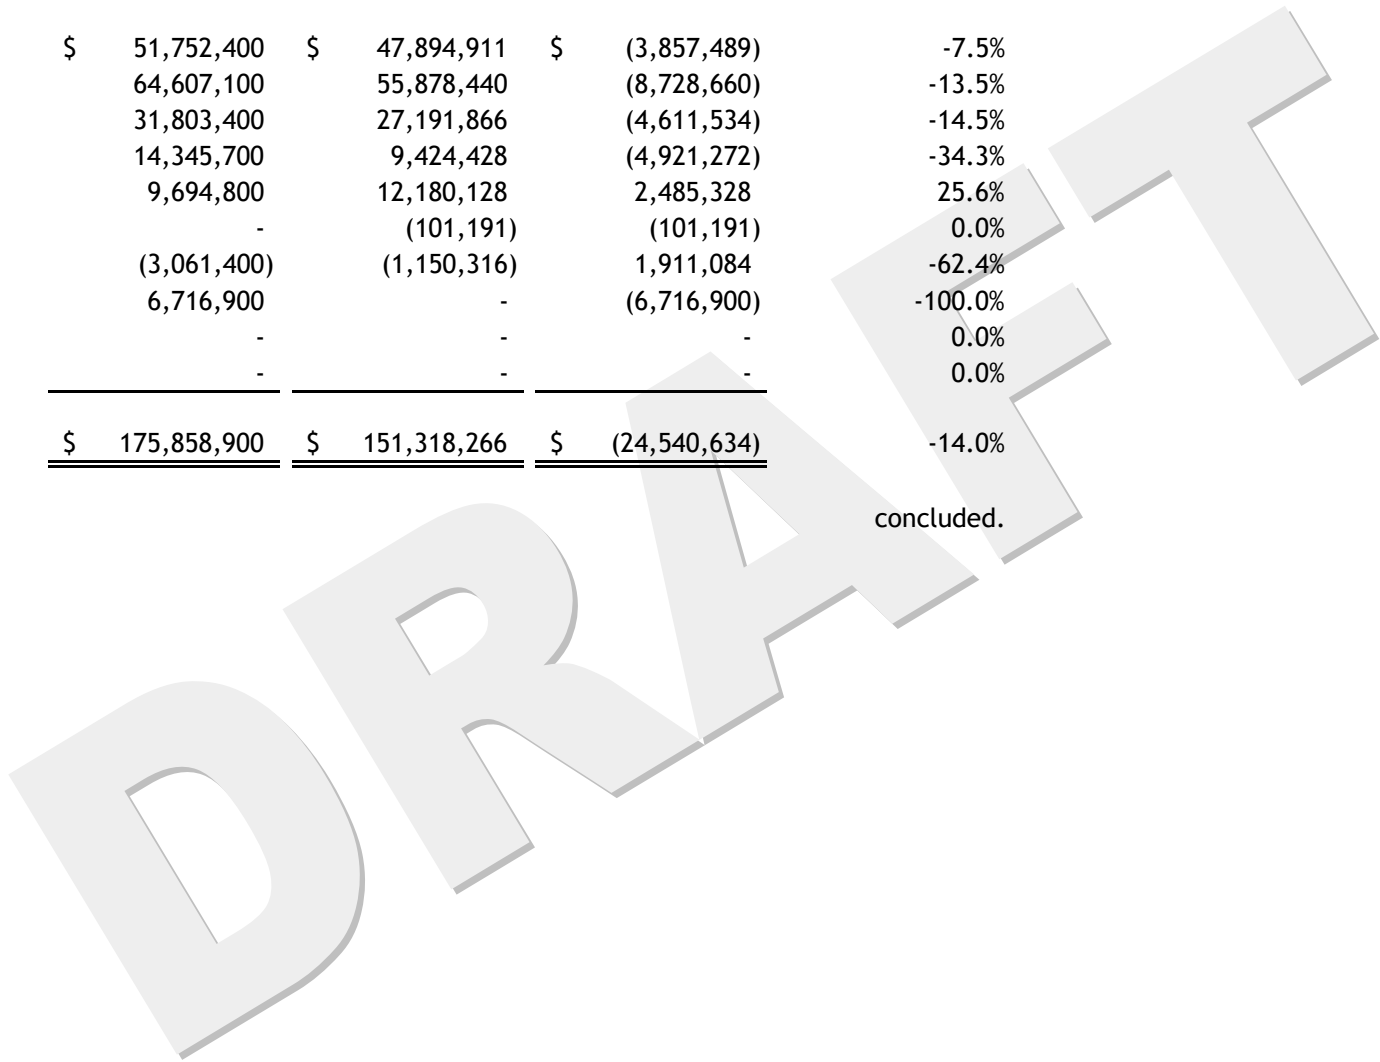 $ 51,752,400 $ 47,894,911 $ (3,857,489) -7.5%
64,607,100 55,878,440 (8,728,660) -13.5%
31,803,400 27,191,866 (4,611,534) -14.5%
14,345,700 9,424,428 (4,921,272) -34.3%
9,694,800 12,180,128 2,485,328 25.6%
- (101,191) (101,191) 0.0%
(3,061,400) (1,150,316) 1,911,084 -62.4%
6,716,900 - (6,716,900) -100.0%
- - - 0.0%
- - - 0.0%
$ 175,858,900 $ 151,318,266 $ (24,540,634) -14.0%
concluded.
DRAFT